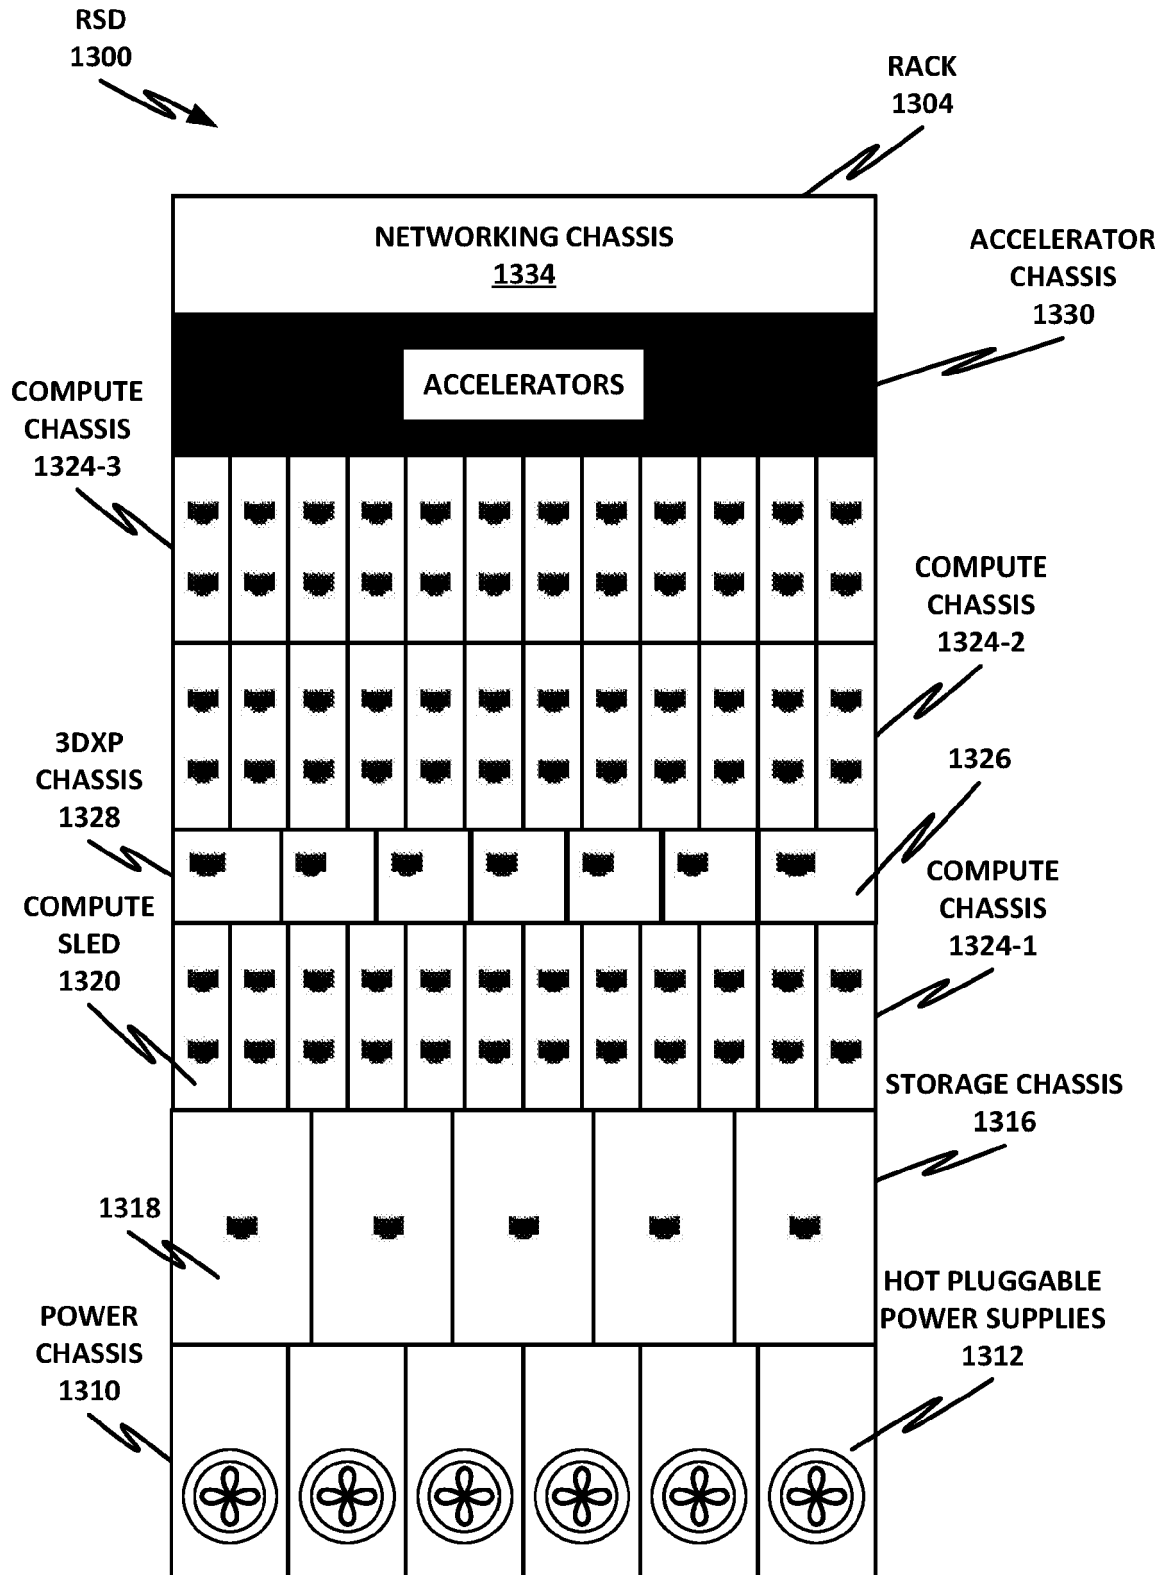 RSD
1300
RACK
1304
NETWORKING CHASSIS
1334
ACCELERATOR
CHASSIS
1330
ACCELERATORS
COMPUTE
CHASSIS
1324-3
COMPUTE
CHASSIS
1324-2
3DXP
CHASSIS
1328
1326
COMPUTE
SLED
1320
COMPUTE
CHASSIS
1324-1
STORAGE CHASSIS
1316
1318
HOT PLUGGABLE
POWER SUPPLIES
1312
POWER
CHASSIS
1310